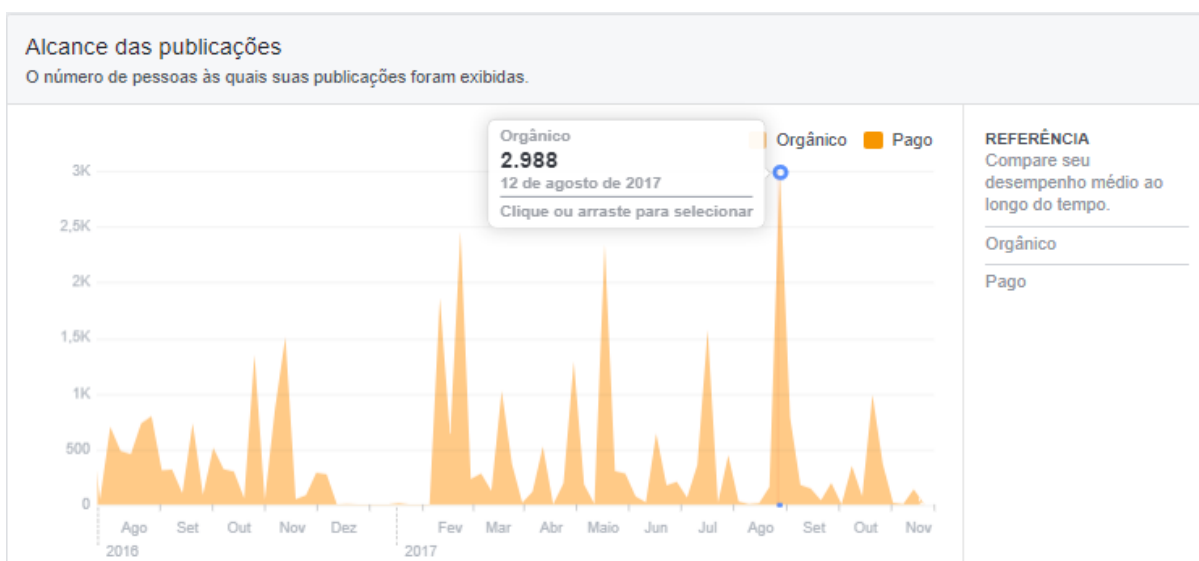 Alcance das publicações
O número de pessoas às quais suas publicações foram exibidas.
Orgânico
2.988
12 de agosto de 2017
Clique ou arraste para selecionar
Orgânico Pago
3K
2,5K
2K
1,5K
1K
500
0
Ago Set Out Nov Dez Fev Mar Abr Maio Jun Jul Ago Set Out Nov
2016 2017
REFERÊNCIA
Compare seu
desempenho médio ao
longo do tempo.
Orgânico
Pago